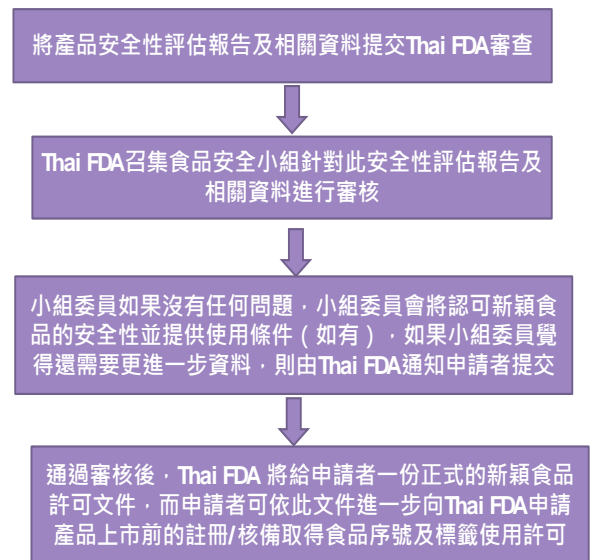 將產品安全性評估報告及相關資料提交Thai FDA審查
Thai FDA召集食品安全小組針對此安全性評估報告及
相關資料進行審核
小組委員如果沒有任何問題，小組委員會將認可新穎食
品的安全性並提供使用條件（如有），如果小組委員覺
得還需要更進一步資料，則由Thai FDA通知申請者提交
通過審核後，Thai FDA 將給申請者一份正式的新穎食品
許可文件，而申請者可依此文件進一步向Thai FDA申請
產品上市前的註冊/核備取得食品序號及標籤使用許可